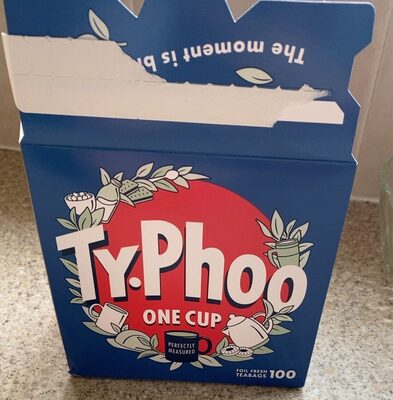 The moment is
TY.Phoo
ONE CUP
PERFECTLY
MEASURED
FOIL FRESH
TEABAGS 100